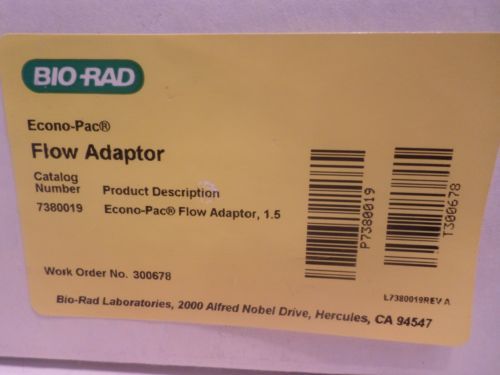 BIO-RAD
Econo-Pac®
Flow Adaptor
Catalog
Number Product Description
7380019 Econo-Pac® Flow Adaptor, 1.5
P7380019
T300678
Work Order No. 300678
L7380019REV A
Bio-Rad Laboratories, 2000 Alfred Nobel Drive, Hercules, CA 94547